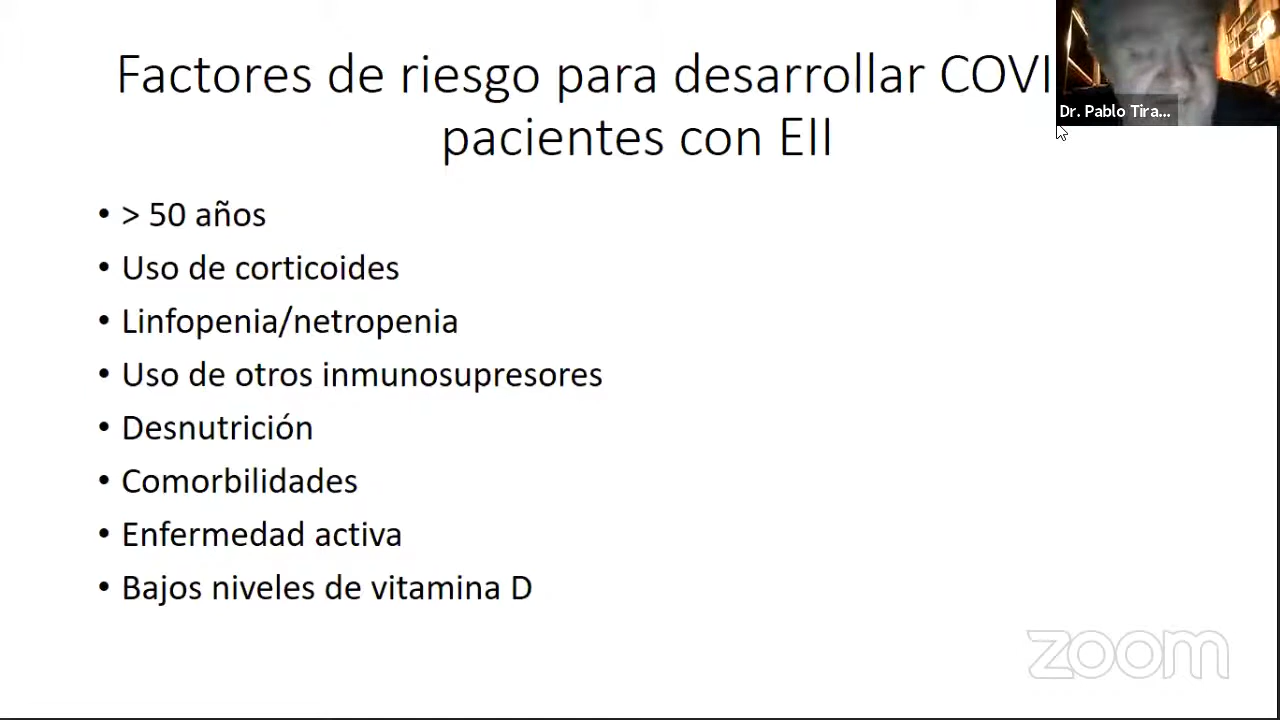 Factores de riesgo para desarrollar COVI
pacientes con EII
Dr. Pablo Tira...
• > 50 años
• Uso de corticoides
• Linfopenia/netropenia
• Uso de otros inmunosupresores
• Desnutrición
• Comorbilidades
• Enfermedad activa
• Bajos niveles de vitamina D
zoom